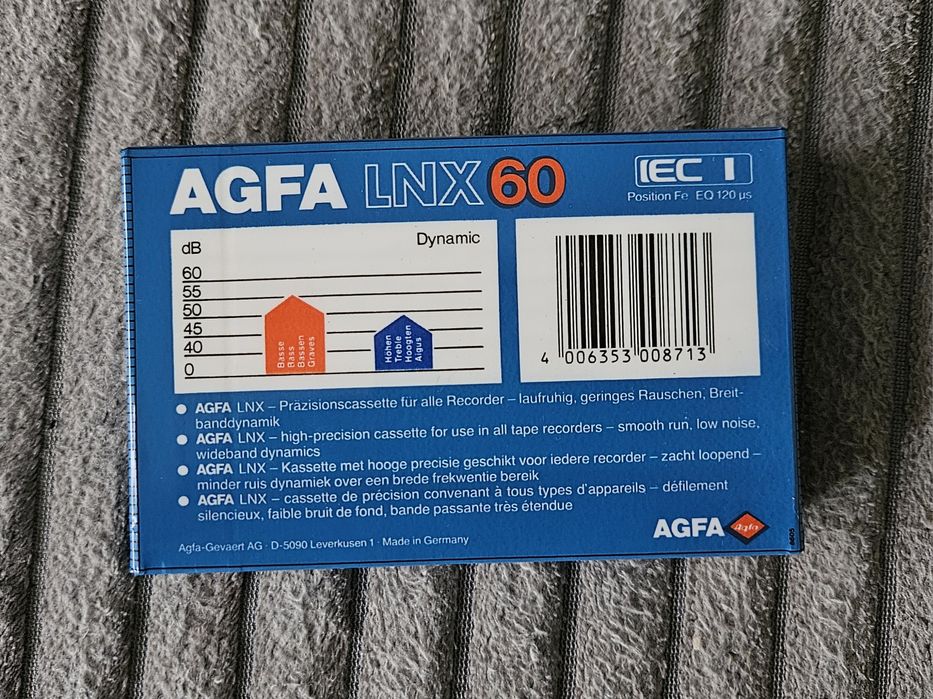 AGFA LNX 60
IEC I
Position Fe EQ 120 µs
dB
Dynamic
60
55
50
45
40
0
Basse
Bass
Bassen
Graves
Höhen
Treble
Hoogten
Aigus
4 006353 008713
AGFA LNX – Präzisionscassette für alle Recorder – laufruhig, geringes Rauschen, Breit-
banddynamik
AGFA LNX – high-precision cassette for use in all tape recorders – smooth run, low noise,
wideband dynamics
AGFA LNX – Kassette met hooge precisie geschikt voor iedere recorder – zacht loopend –
minder ruis dynamiek over een brede frekwentie bereik
AGFA LNX – cassette de précision convenant à tous types d'appareils – défilement
silencieux, faible bruit de fond, bande passante très étendue
AGFA Agfa
Agfa-Gevaert AG · D-5090 Leverkusen 1 · Made in Germany